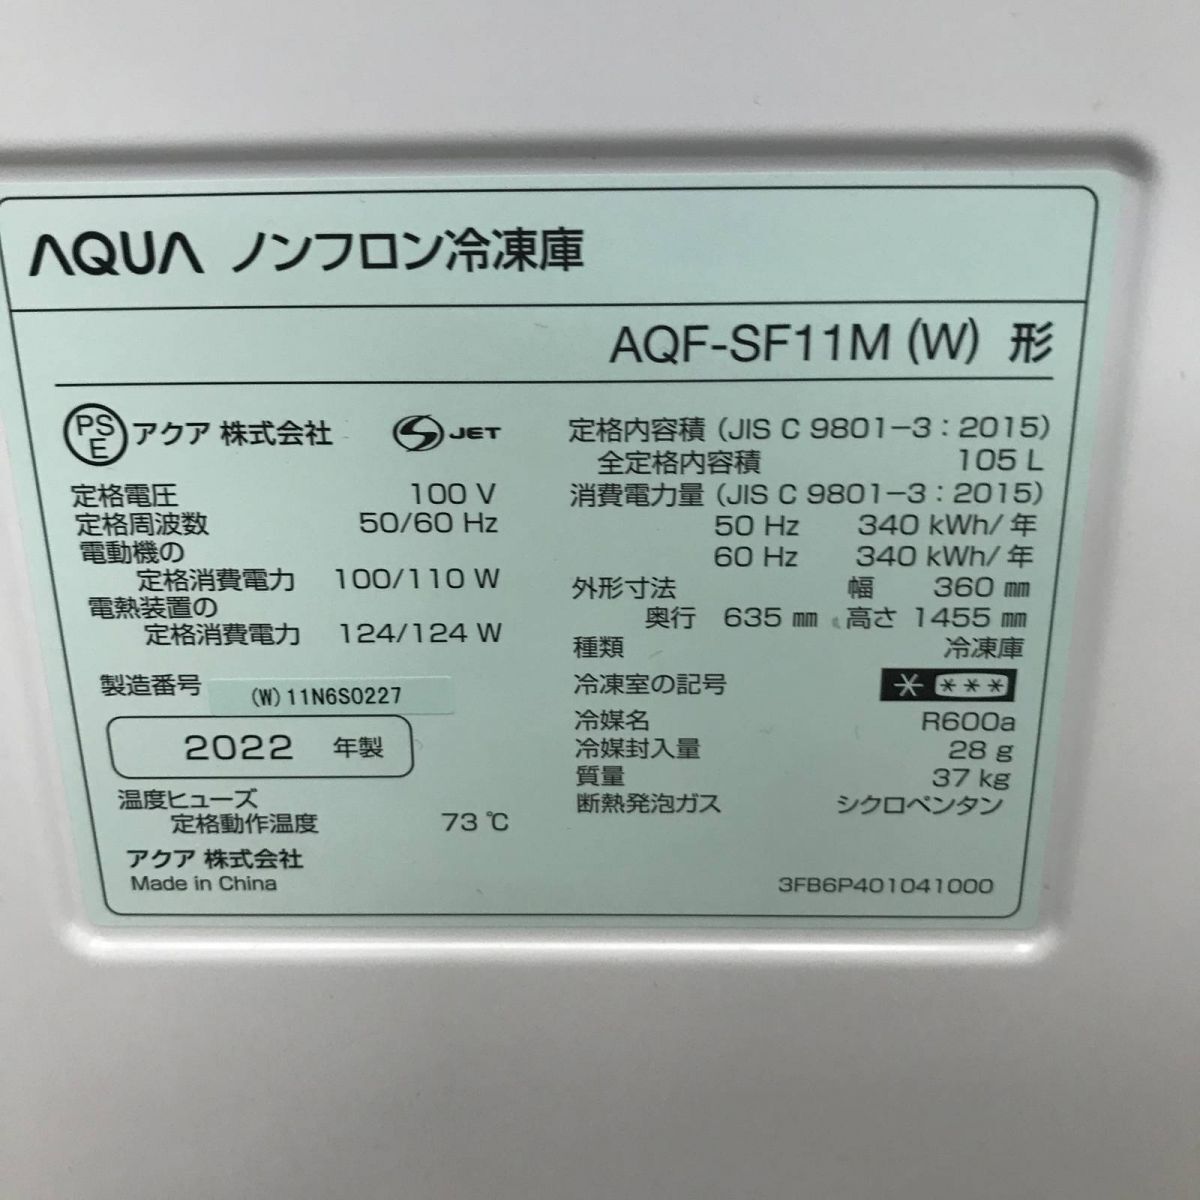 AQUA ノンフロン冷凍庫
AQF-SF11M (W) 形
PS E アクア 株式会社 S JET
定格電圧 100 V
定格周波数 50/60 Hz
電動機の
定格消費電力 100/110 W
電熱装置の
定格消費電力 124/124 W
製造番号 (W)11N6S0227
2022 年製
温度ヒューズ
定格動作温度 73 ℃
アクア 株式会社
Made in China
定格内容積 (JIS C 9801-3:2015)
全定格内容積 105 L
消費電力量 (JIS C 9801-3:2015)
50 Hz 340 kWh/年
60 Hz 340 kWh/年
外形寸法 幅 360 ㎜
奥行 635 ㎜ 高さ 1455 ㎜
種類 冷凍庫
冷凍室の記号 * ***
冷媒名 R600a
冷媒封入量 28 g
質量 37 kg
断熱発泡ガス シクロペンタン
3FB6P401041000